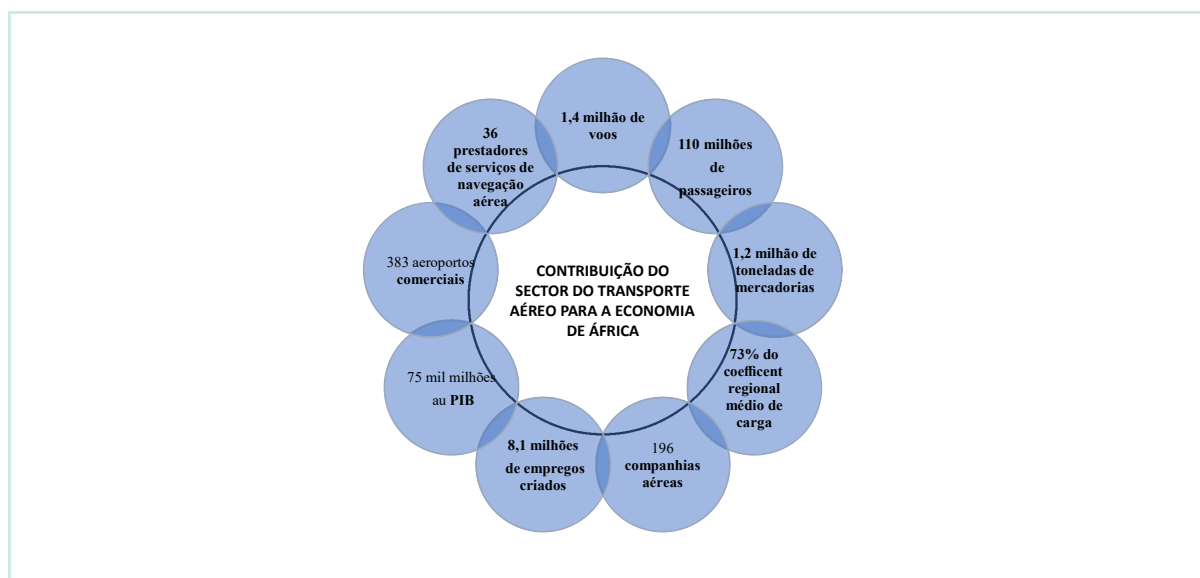 1,4 milhão de
voos
110 milhões
de
passageiros
1,2 milhão de
toneladas de
mercadorias
73% do
coefficent
regional
médio de
carga
196
companhias
aéreas
8,1 milhões
de empregos
criados
75 mil milhões
au PIB
383 aeroportos
comerciais
36
prestadores
de serviços de
navegação
aérea
CONTRIBUIÇÃO DO
SECTOR DO TRANSPORTE
AÉREO PARA A ECONOMIA
DE ÁFRICA